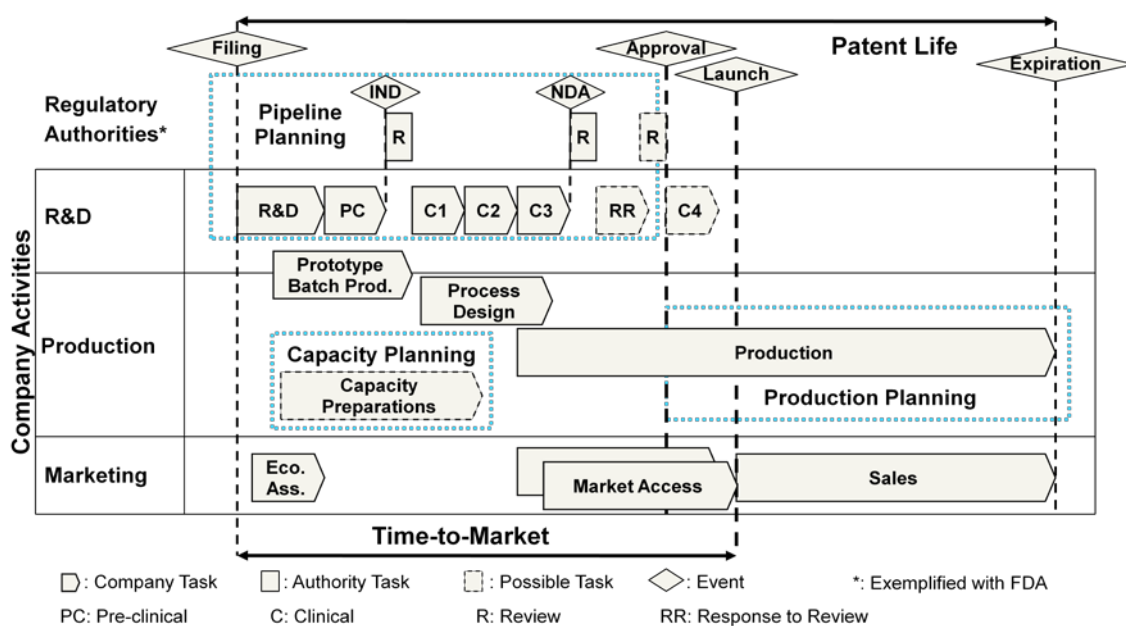 Filing
Approval
Patent Life
Launch
Expiration
Regulatory
Authorities*
Pipeline
Planning
IND
NDA
R
R
R
Company Activities
R&D
R&D
PC
C1
C2
C3
RR
C4
Prototype
Batch Prod.
Process
Design
Production
Capacity Planning
Capacity
Preparations
Production
Production Planning
Marketing
Eco.
Ass.
Market Access
Sales
Time-to-Market
: Company Task
: Authority Task
: Possible Task
: Event
*: Exemplified with FDA
PC: Pre-clinical
C: Clinical
R: Review
RR: Response to Review